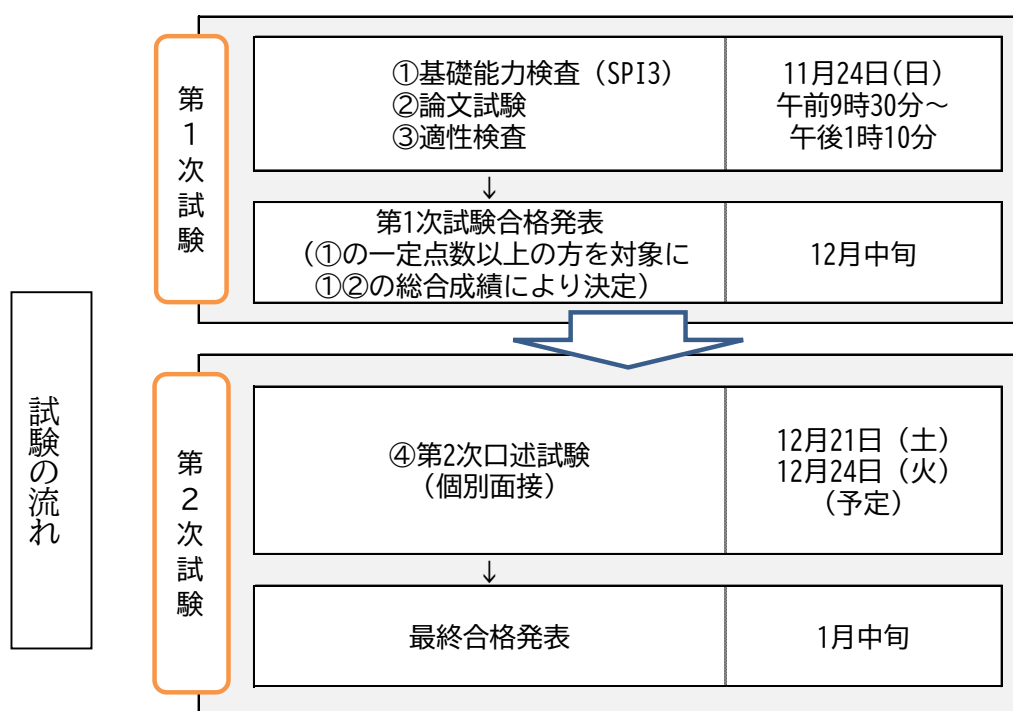 試験の流れ
第1次試験
①基礎能力検査（SPI3）
②論文試験
③適性検査
11月24日(日)
午前9時30分～
午後1時10分
↓
第1次試験合格発表
（①の一定点数以上の方を対象に
①②の総合成績により決定）
12月中旬
第2次試験
④第2次口述試験
（個別面接）
12月21日（土）
12月24日（火）
（予定）
↓
最終合格発表
1月中旬